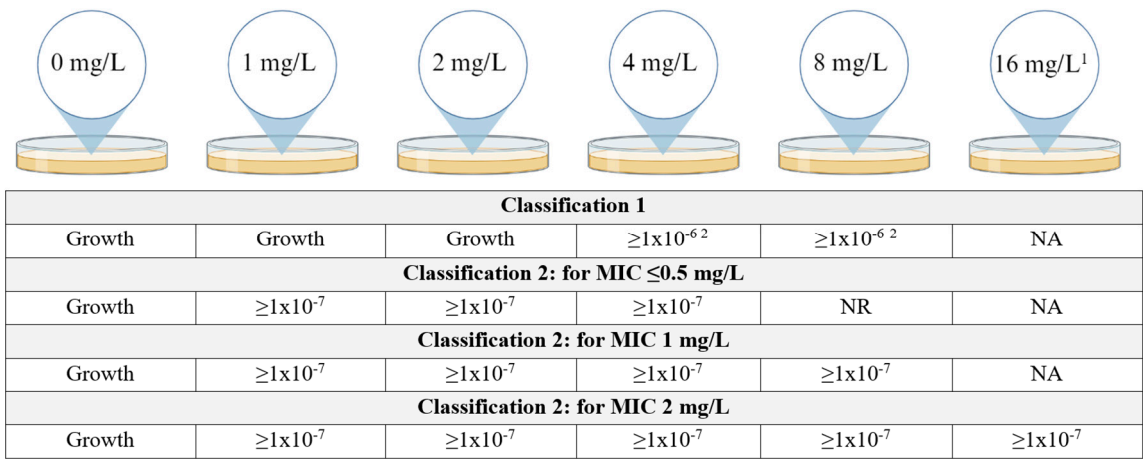 0 mg/L 1 mg/L 2 mg/L 4 mg/L 8 mg/L 16 mg/L¹
Classification 1
Growth Growth Growth ≥1x10⁻⁶ ² ≥1x10⁻⁶ ² NA
Classification 2: for MIC ≤0.5 mg/L
Growth ≥1x10⁻⁷ ≥1x10⁻⁷ ≥1x10⁻⁷ NR NA
Classification 2: for MIC 1 mg/L
Growth ≥1x10⁻⁷ ≥1x10⁻⁷ ≥1x10⁻⁷ ≥1x10⁻⁷ NA
Classification 2: for MIC 2 mg/L
Growth ≥1x10⁻⁷ ≥1x10⁻⁷ ≥1x10⁻⁷ ≥1x10⁻⁷ ≥1x10⁻⁷